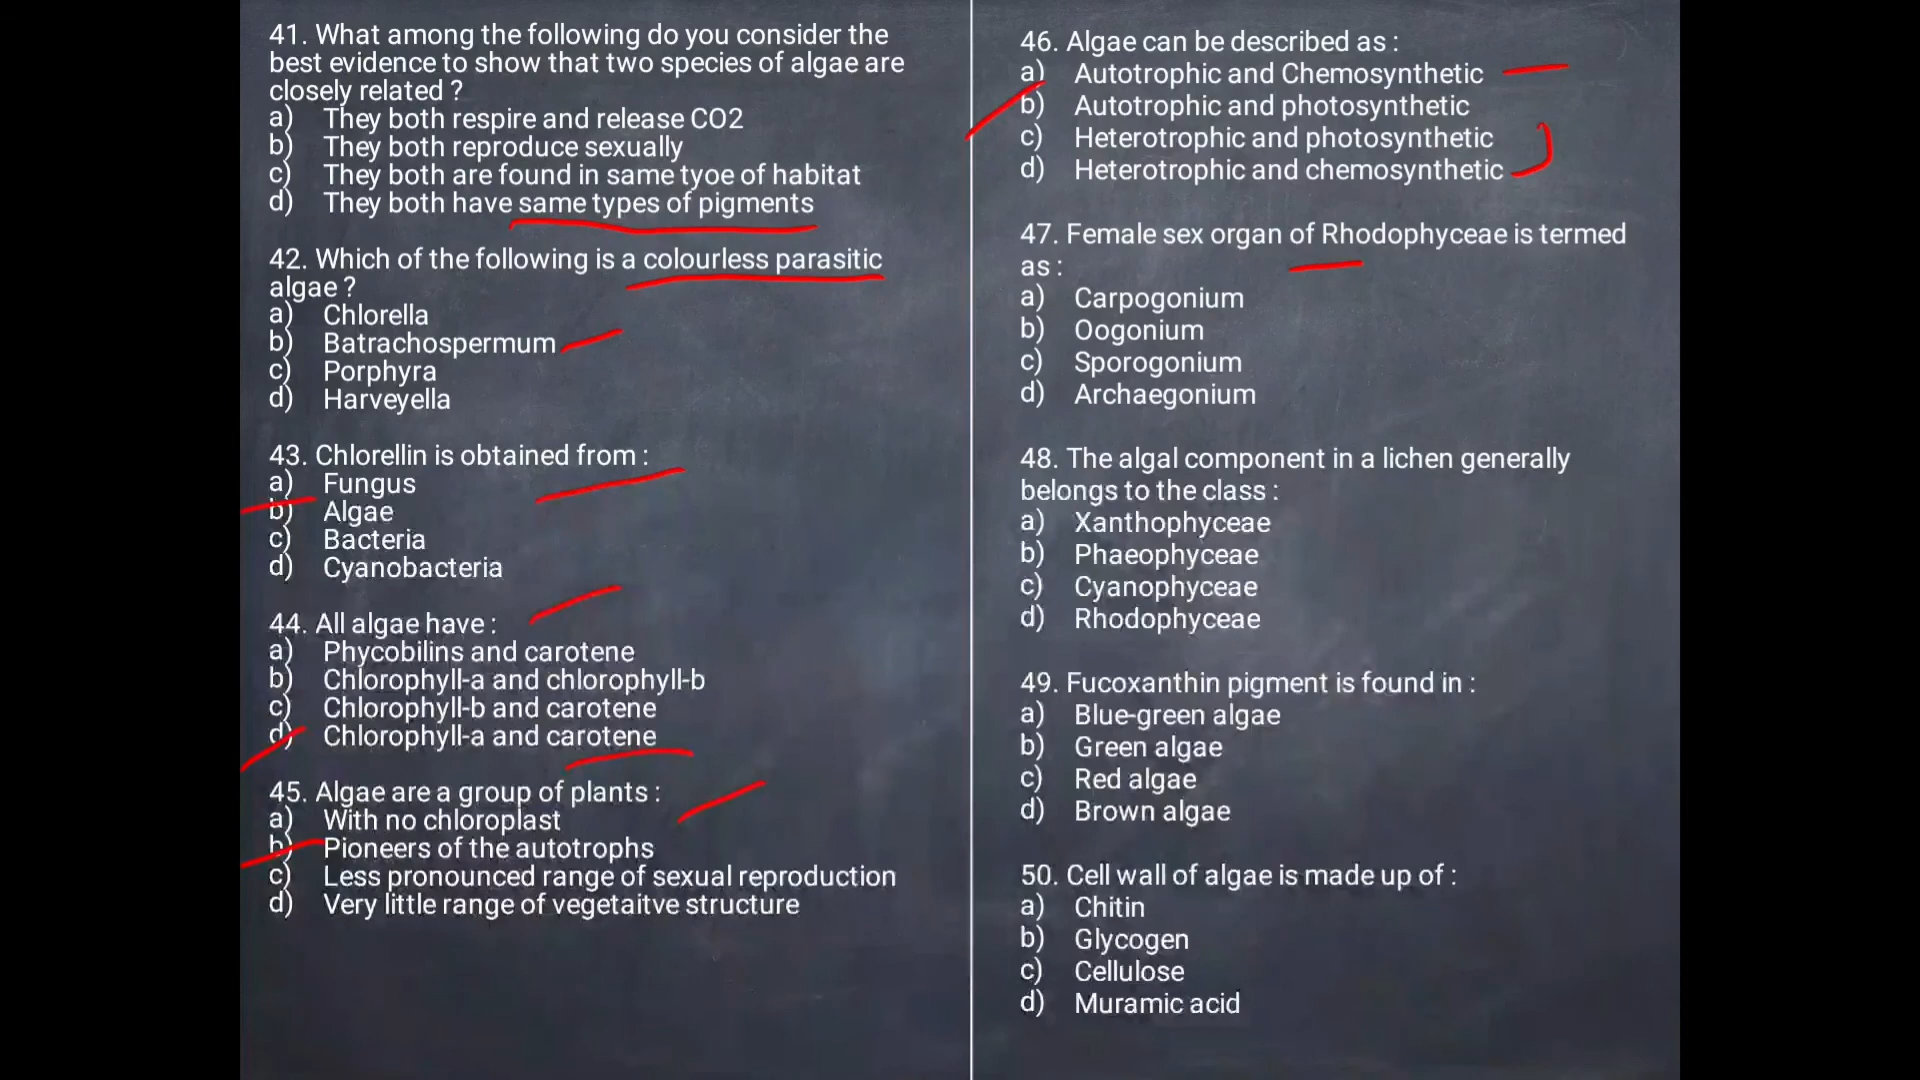 41. What among the following do you consider the
best evidence to show that two species of algae are
closely related ?
a) They both respire and release CO2
b) They both reproduce sexually
c) They both are found in same tyoe of habitat
d) They both have same types of pigments
42. Which of the following is a colourless parasitic
algae ?
a) Chlorella
b) Batrachospermum
c) Porphyra
d) Harveyella
43. Chlorellin is obtained from :
a) Fungus
b) Algae
c) Bacteria
d) Cyanobacteria
44. All algae have :
a) Phycobilins and carotene
b) Chlorophyll-a and chlorophyll-b
c) Chlorophyll-b and carotene
d) Chlorophyll-a and carotene
45. Algae are a group of plants :
a) With no chloroplast
b) Pioneers of the autotrophs
c) Less pronounced range of sexual reproduction
d) Very little range of vegetaitve structure
46. Algae can be described as :
a) Autotrophic and Chemosynthetic
b) Autotrophic and photosynthetic
c) Heterotrophic and photosynthetic
d) Heterotrophic and chemosynthetic
47. Female sex organ of Rhodophyceae is termed
as :
a) Carpogonium
b) Oogonium
c) Sporogonium
d) Archaegonium
48. The algal component in a lichen generally
belongs to the class :
a) Xanthophyceae
b) Phaeophyceae
c) Cyanophyceae
d) Rhodophyceae
49. Fucoxanthin pigment is found in :
a) Blue-green algae
b) Green algae
c) Red algae
d) Brown algae
50. Cell wall of algae is made up of :
a) Chitin
b) Glycogen
c) Cellulose
d) Muramic acid